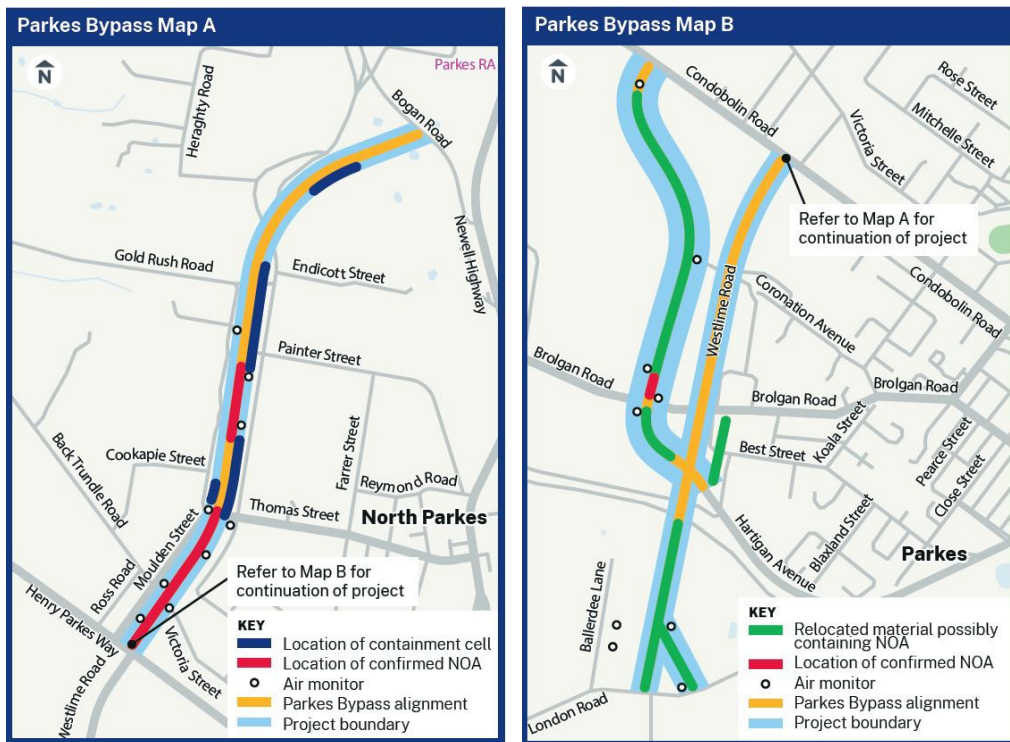 Parkes Bypass Map A
N
Parkes RA
Heraghty Road
Bogan Road
Newell Highway
Gold Rush Road
Endicott Street
Painter Street
Back Trundle Road
Cookapie Street
Farrer Street
Reymond Road
Thomas Street
North Parkes
Moulden Street
Ross Road
Henry Parkes Way
Victoria Street
Westlime Road
Refer to Map B for
continuation of project
KEY
Location of containment cell
Location of confirmed NOA
Air monitor
Parkes Bypass alignment
Project boundary
Parkes Bypass Map B
N
Condobolin Road
Rose Street
Mitchelle Street
Victoria Street
Refer to Map A for
continuation of project
Westlime Road
Coronation Avenue
Condobolin Road
Brolgan Road
Brolgan Road
Brolgan Road
Best Street
Koala Street
Pearce Street
Close Street
Hartigan Avenue
Blaxland Street
Parkes
Ballerdee Lane
London Road
KEY
Relocated material possibly
containing NOA
Location of confirmed NOA
Air monitor
Parkes Bypass alignment
Project boundary